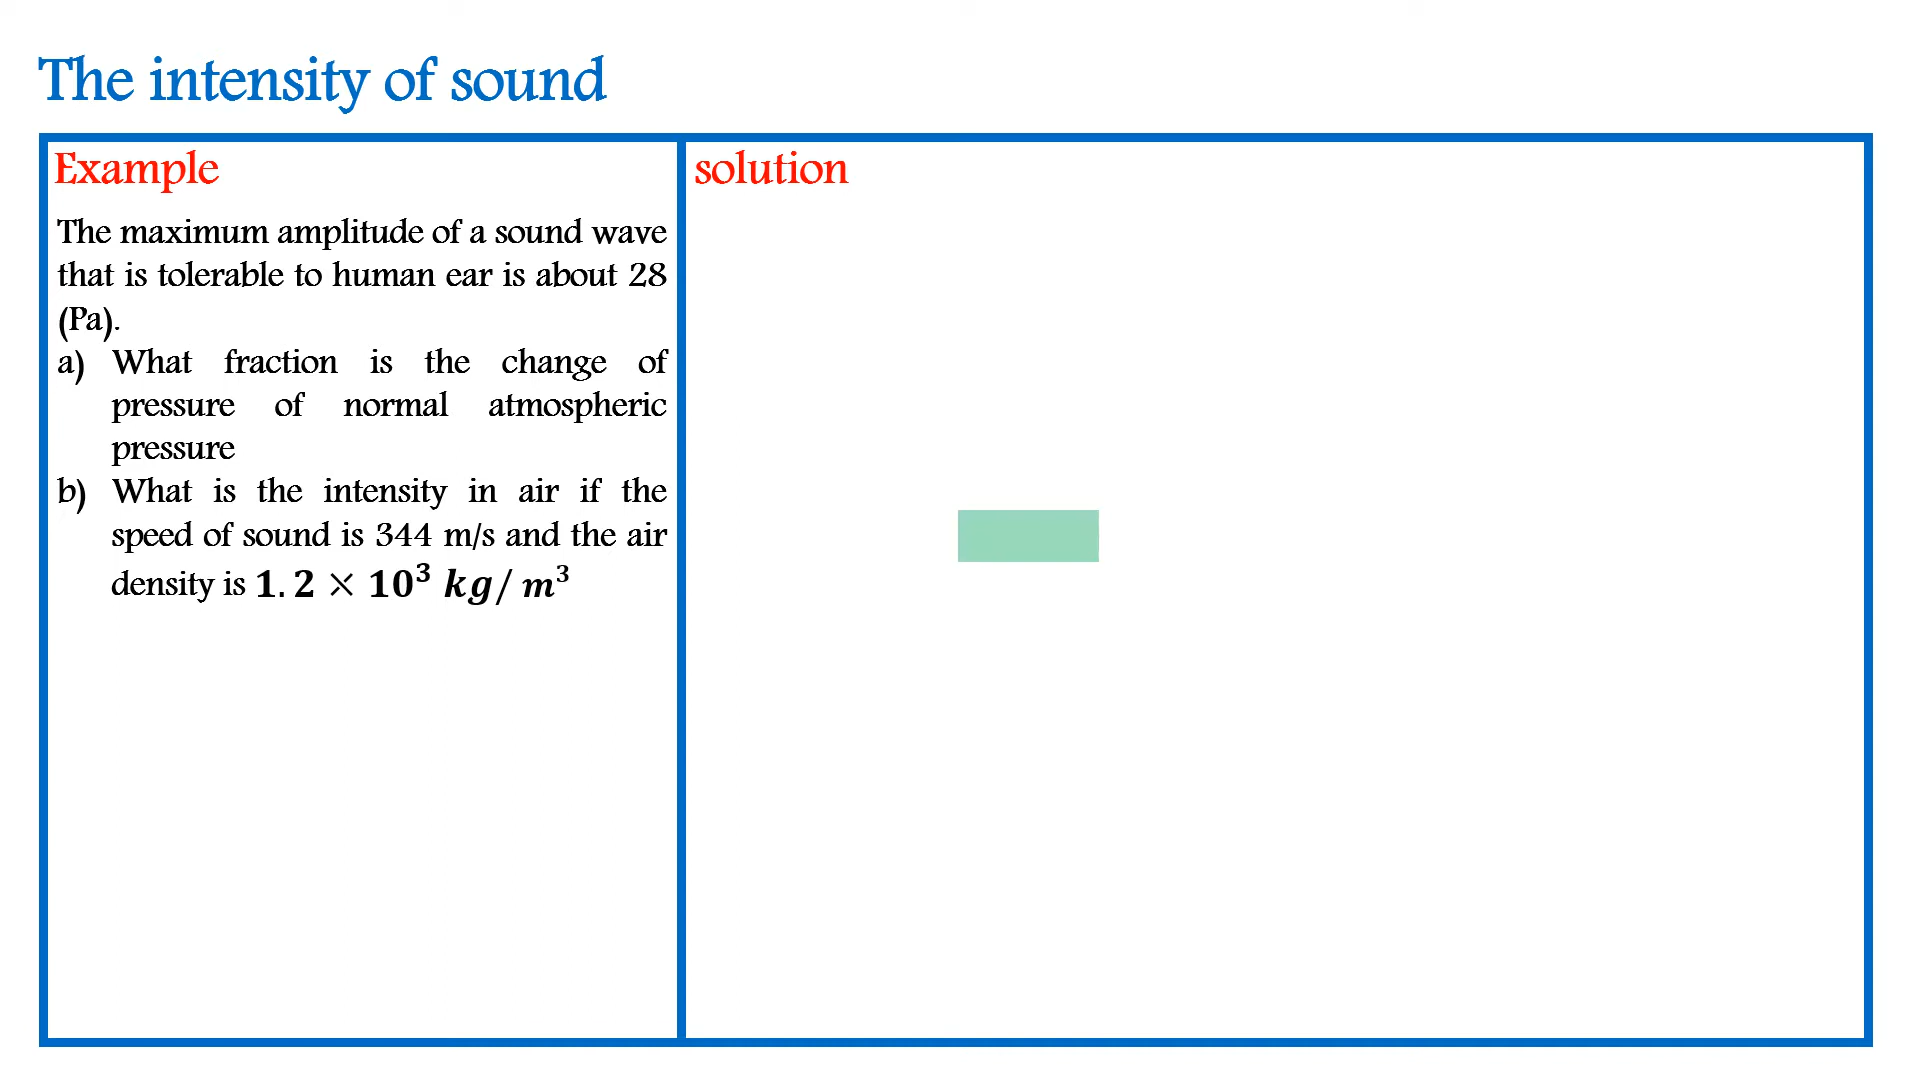 The intensity of sound
Example
The maximum amplitude of a sound wave
that is tolerable to human ear is about 28
(Pa).
a) What fraction is the change of
pressure of normal atmospheric
pressure
b) What is the intensity in air if the
speed of sound is 344 m/s and the air
density is 1.2 × 10³ kg/ m³
solution